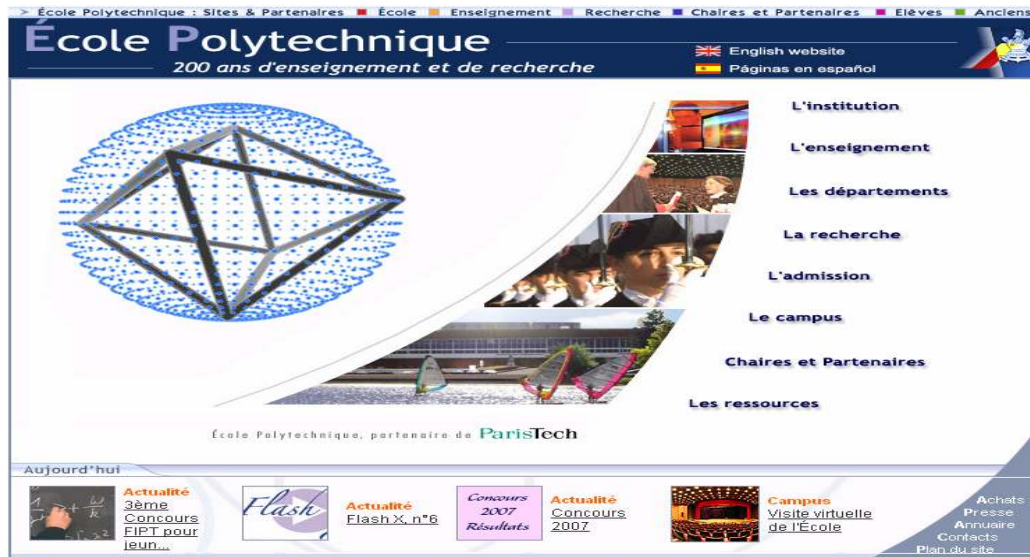 > École Polytechnique : Sites & Partenaires École Enseignement Recherche Chaires et Partenaires Elèves Anciens
École Polytechnique
200 ans d'enseignement et de recherche
English website
Páginas en español
L'institution
L'enseignement
Les départements
La recherche
L'admission
Le campus
Chaires et Partenaires
Les ressources
École Polytechnique, partenaire de ParisTech
Aujourd'hui
Actualité
3ème
Concours
FIPT pour
jeun...
Flash
Actualité
Flash X, n°6
Concours
2007
Résultats
Actualité
Concours
2007
Campus
Visite virtuelle
de l'École
Achats
Presse
Annuaire
Contacts
Plan du site